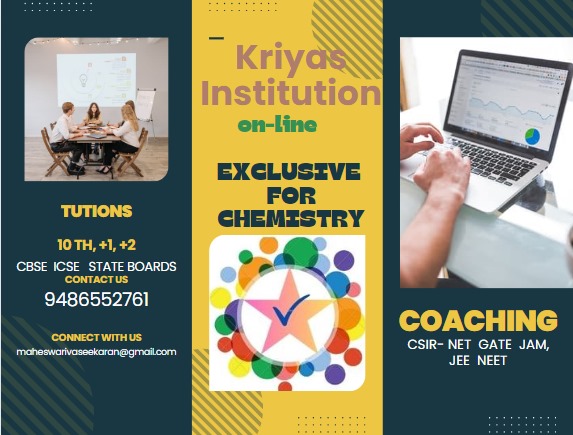 TUTIONS
10 TH, +1, +2
CBSE ICSE STATE BOARDS
CONTACT US
9486552761
CONNECT WITH US
maheswarivaseekaran@gmail.com
Kriyas
Institution
on-line
EXCLUSIVE
FOR
CHEMISTRY
COACHING
CSIR- NET GATE JAM,
JEE NEET